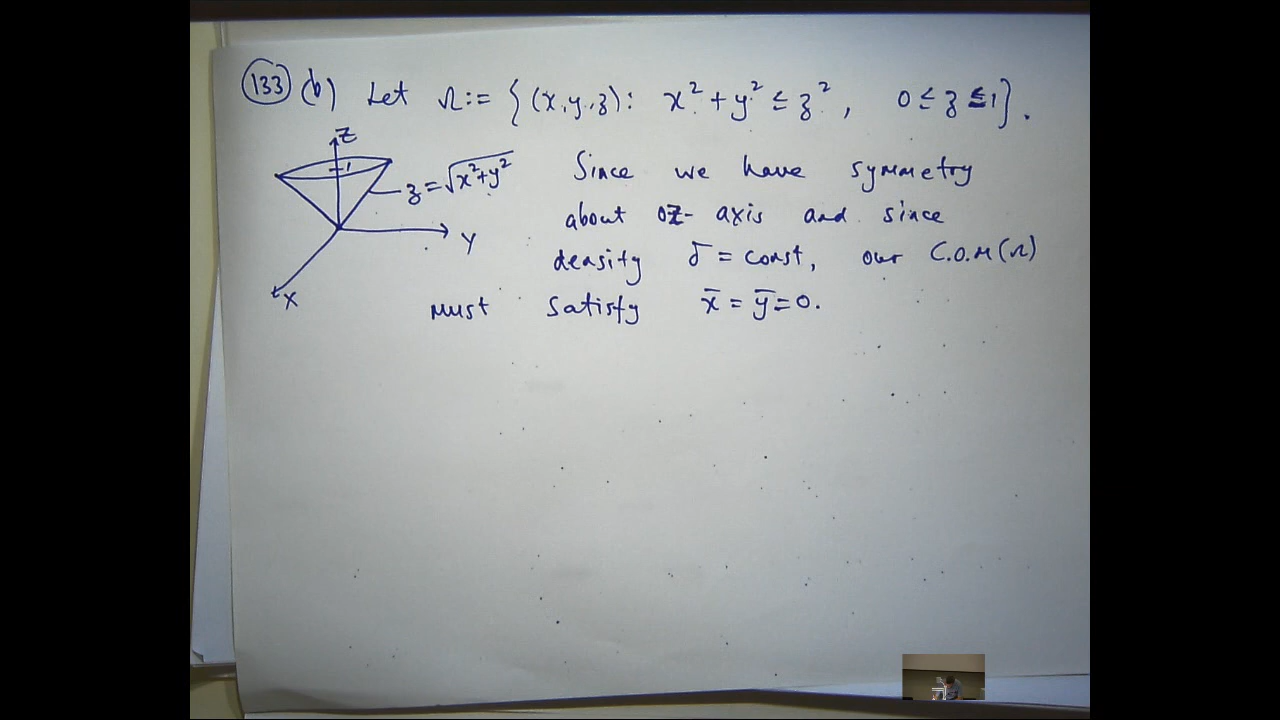 133 (b) Let Ω := { (x, y, z) : x² + y² ≤ z² , 0 ≤ z ≤ 1 } .
Z
1
z = √(x²+y²)
Y
X
Since we have symmetry
about OZ- axis and since
density δ = const, our C.O.M(Ω)
must satisfy x̄ = ȳ = 0.